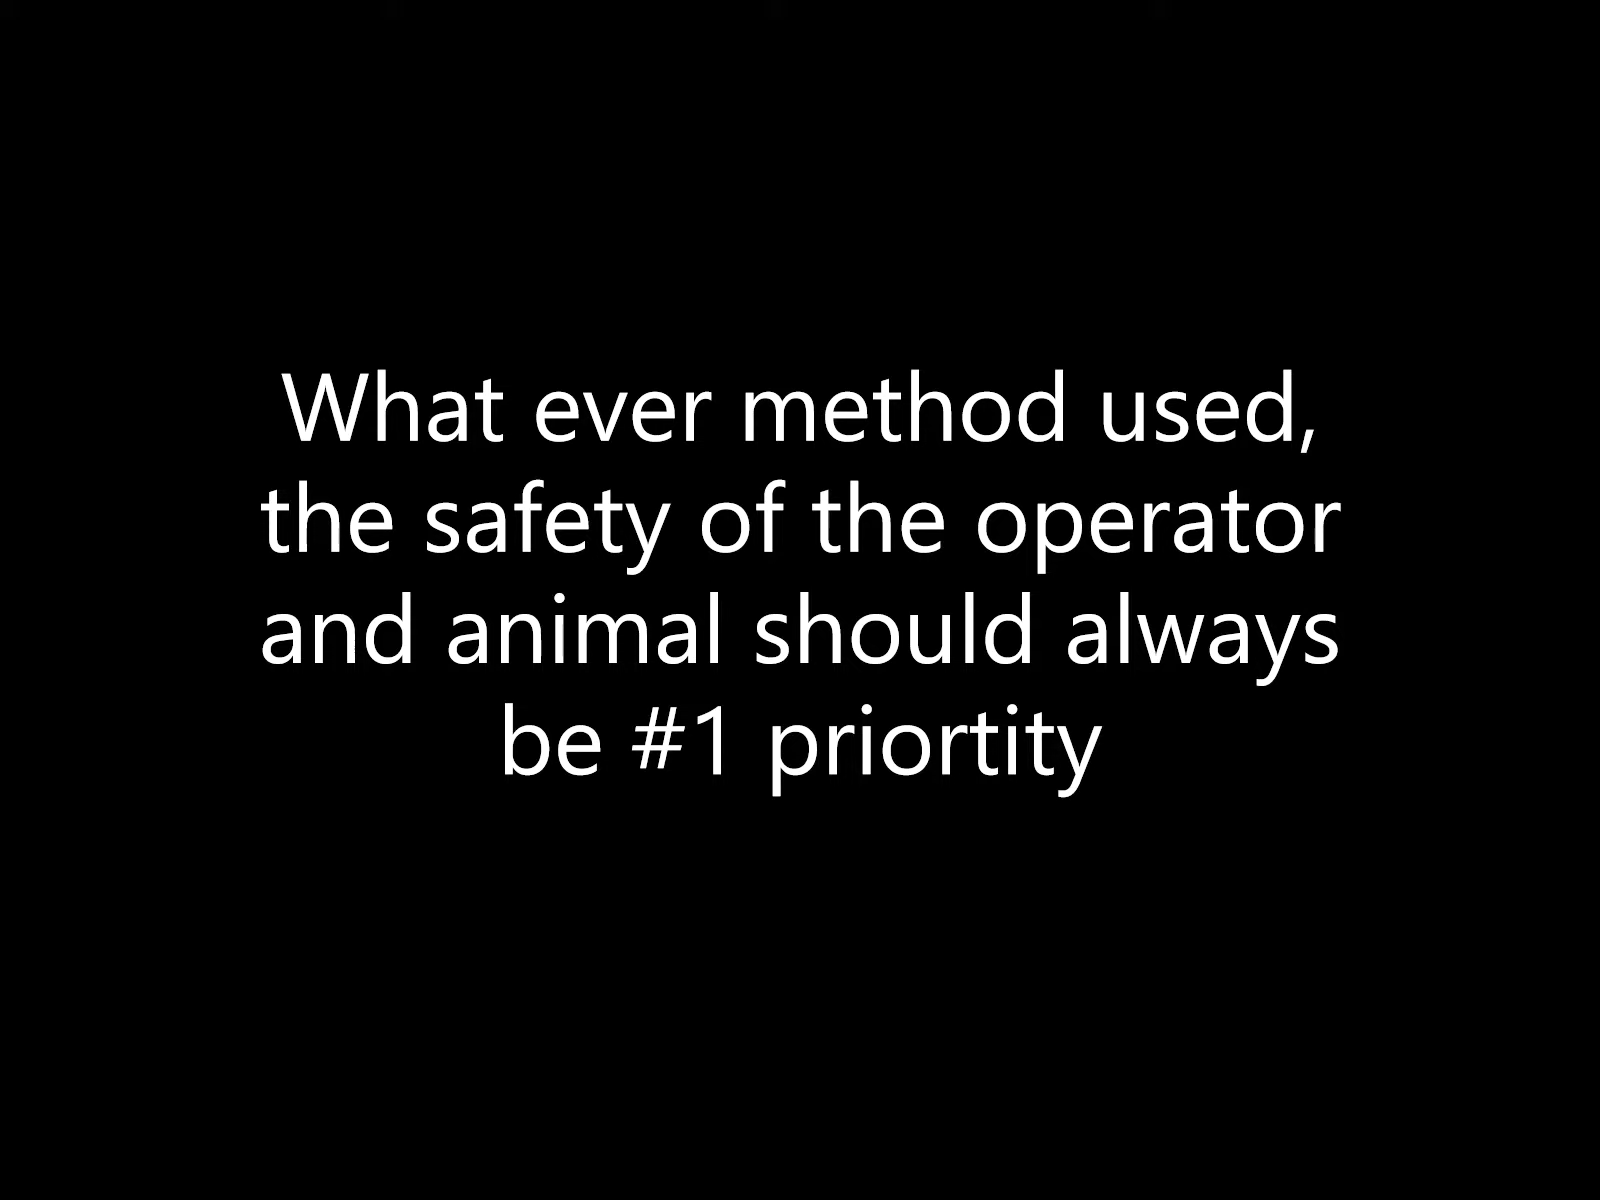 What ever method used,
the safety of the operator
and animal should always
be #1 priortity